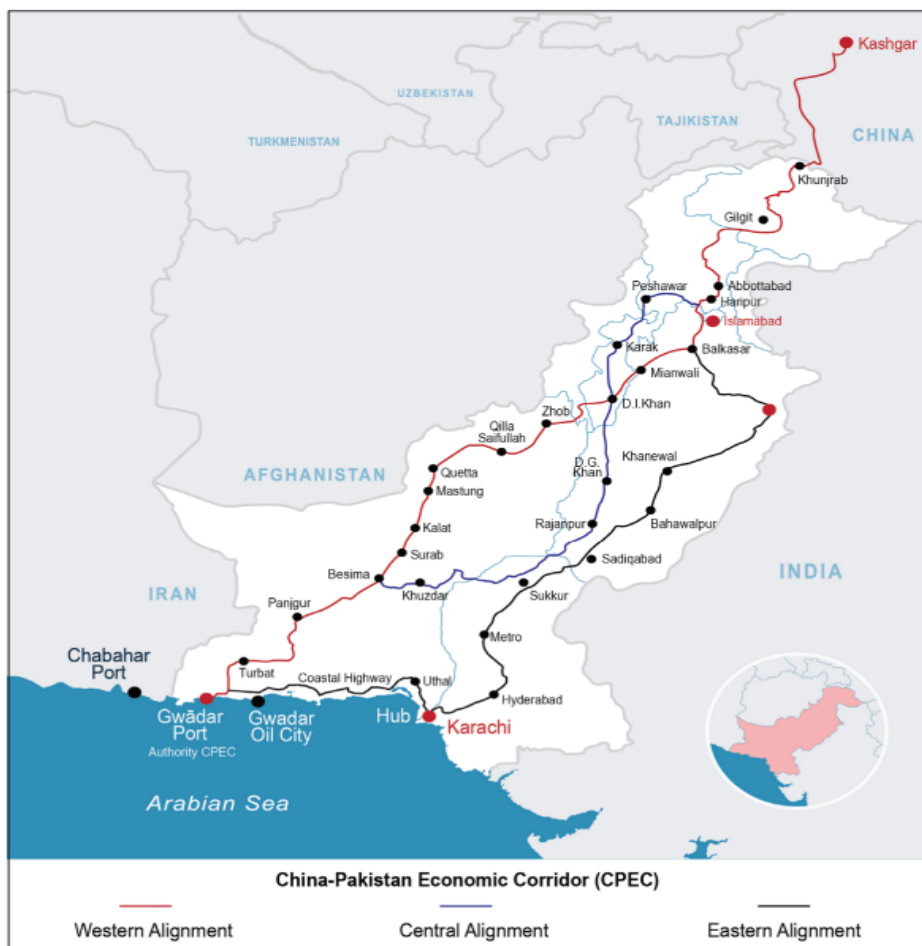 Kashgar
UZBEKISTAN
TAJIKISTAN
TURKMENISTAN
CHINA
Khunjrab
Gilgit
Abbottabad
Peshawar
Haripur
Islamabad
Karak
Balkasar
Mianwali
D.I.Khan
Zhob
Qilla
Saifullah
Khanewal
D.G.
Khan
AFGHANISTAN
Quetta
Mastung
Bahawalpur
Rajanpur
Kalat
Surab
Sadiqabad
Besima
INDIA
Khuzdar
Sukkur
IRAN
Panjgur
Metro
Chabahar
Port
Turbat
Coastal Highway
Uthal
Hyderabad
Gwādar
Port
Authority CPEC
Gwadar
Oil City
Hub
Karachi
Arabian Sea
China-Pakistan Economic Corridor (CPEC)
Western Alignment
Central Alignment
Eastern Alignment